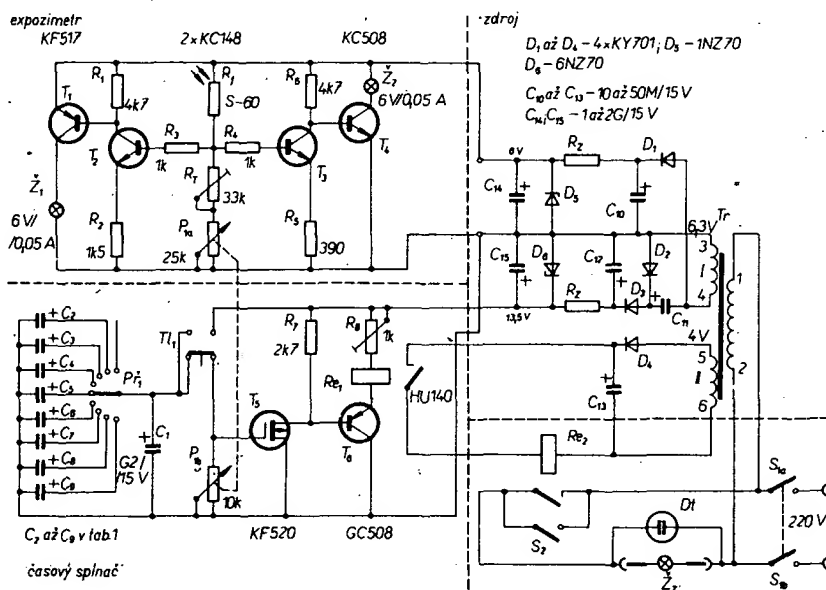 expozimetr
zdroj
KF517
2×KC148
KC508
D₁ až D₄ – 4×KY701; D₅ – 1NZ70
D₆ – 6NZ70
C₁₀ až C₁₃ – 10 až 50M/15 V
C₁₄; C₁₅ – 1 až 2G/15 V
R₁
4k7
Rf
S-60
R₆
4k7
Ž₂
6V/0,05 A
T₁
T₂
R₃
1k
R₄
1k
T₃
T₄
Ž₁
6V/
/0,05 A
R₂
1k5
R₇
33k
P₁ₐ
25k
R₅
390
6V
C₁₄
D₅
R_Z
C₁₀
D₁
Tr
6,3V
C₁₅
D₆
C₁₂
D₂
3
I
4
1
2
13,5V
R_Z
D₃
C₁₁
4V
+C₂
+C₃
+C₄
+C₅
+C₆
+C₇
+C₈
+C₉
Př₁
Tl₁
R₇
2k7
R₈
1k
Re₁
HU140
D₄
C₁₃
5
II
6
C₁
G2/
/15 V
T₅
T₆
P₁b
10k
Re₂
KF520
GC508
S₂
Dt
S₁ₐ
220 V
S₁b
C₂ až C₉ v tab.1
časový spínač